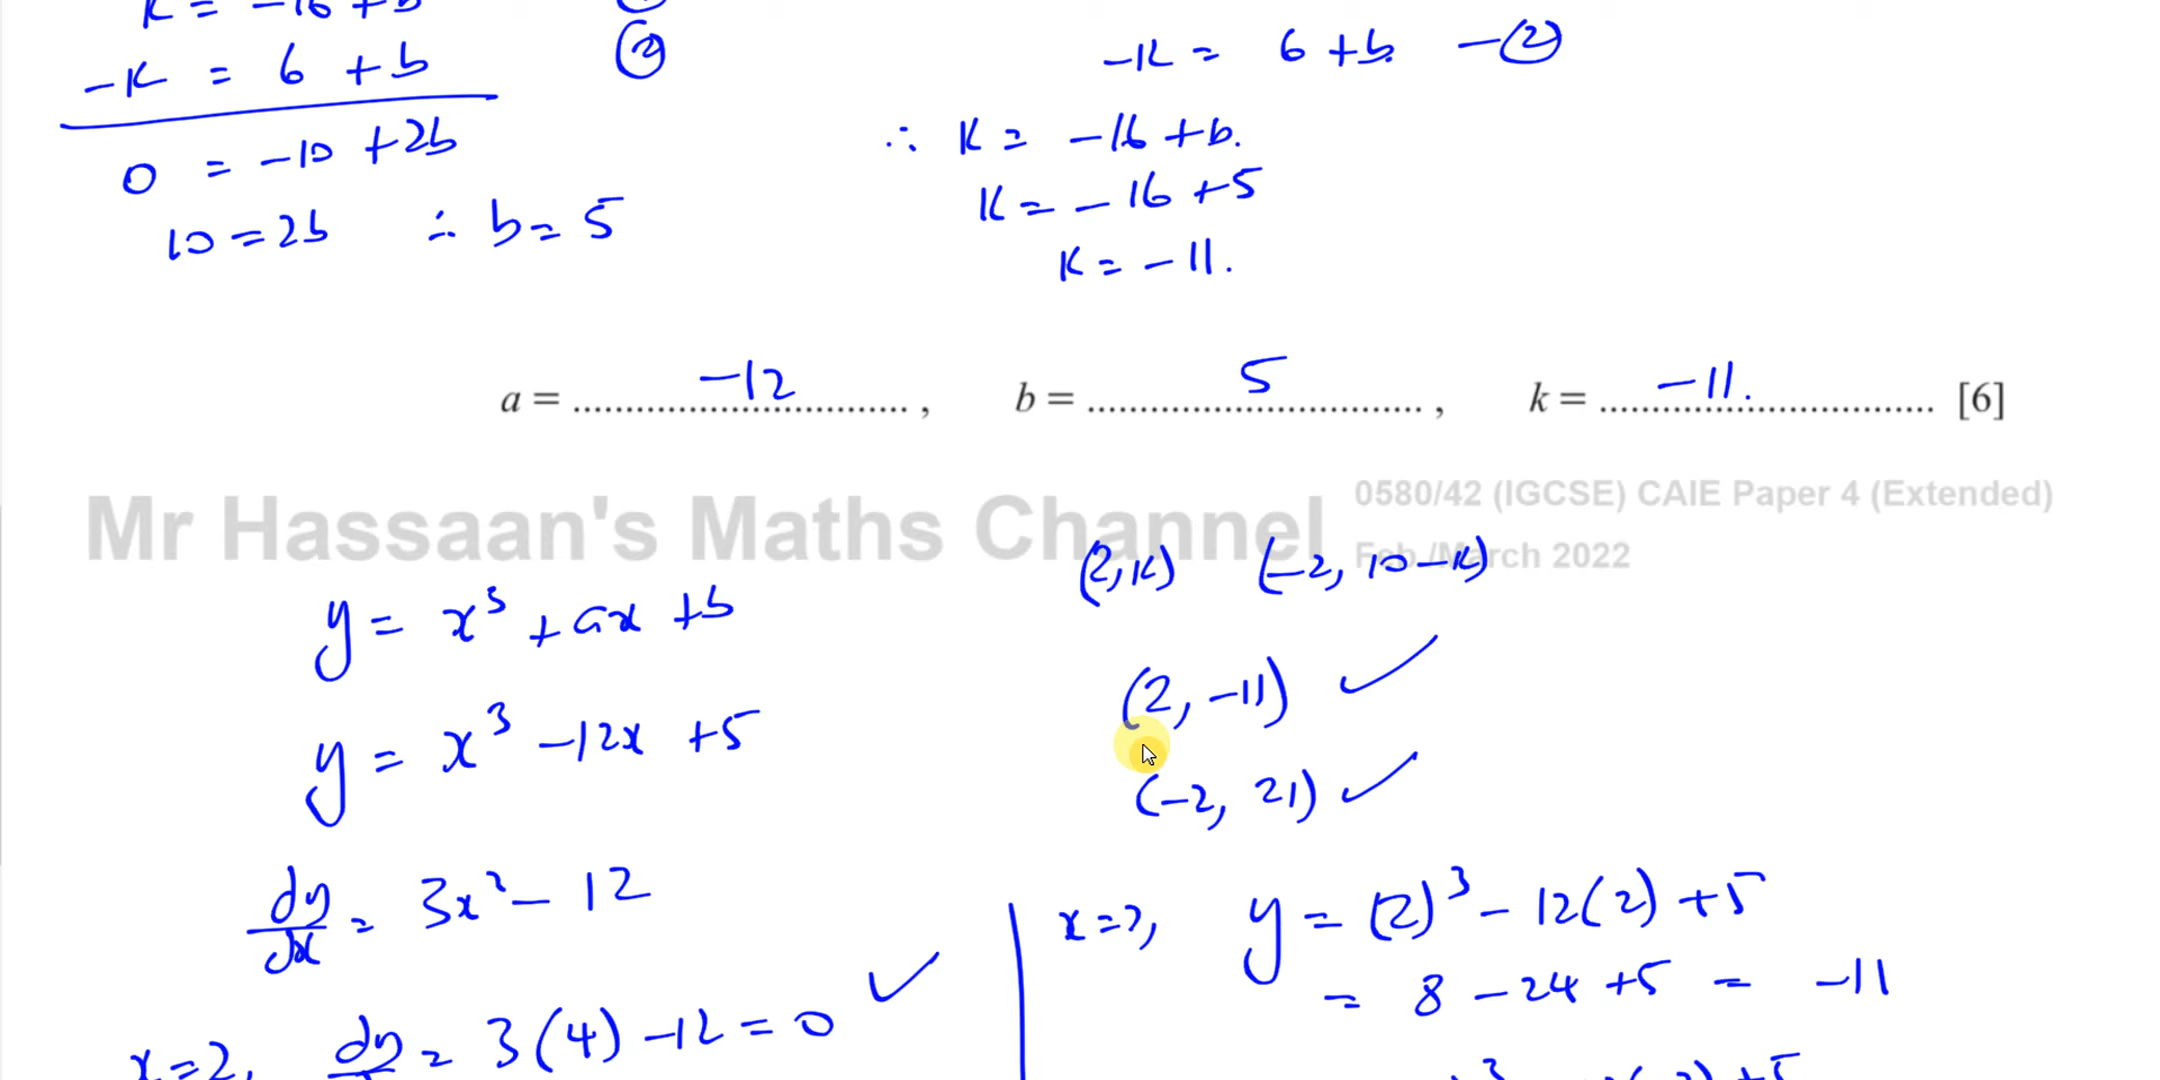 K = -16 + b
-K = 6 + b ②
0 = -10 + 2b
10 = 2b ∴ b = 5
-K = 6 + b. -②
∴ K = -16 + b.
K = -16 + 5
K = -11.
a = -12 , b = 5 , k = -11. [6]
Mr Hassaan's Maths Channel
0580/42 (IGCSE) CAIE Paper 4 (Extended)
Feb /March 2022
(2, K) (-2, 10-K)
y = x³ + ax + b
(2, -11) ✓
y = x³ - 12x + 5
(-2, 21) ✓
dy/dx = 3x² - 12
x = 2, dy/dx = 3(4) - 12 = 0 ✓
x = 2, y = (2)³ - 12(2) + 5
= 8 - 24 + 5 = -11